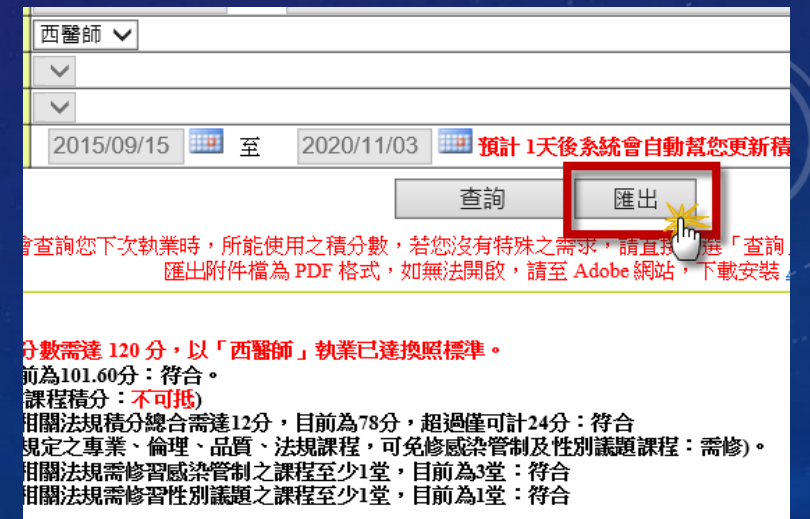 西醫師
2015/09/15 至 2020/11/03 預計 1天後系統會自動幫您更新積
查詢 匯出
會查詢您下次執業時，所能使用之積分數，若您沒有特殊之需求，請直接 選「查詢」
匯出附件檔為 PDF 格式，如無法開啟，請至 Adobe 網站，下載安裝
分數需達 120 分，以「西醫師」執業已達換照標準。
前為101.60分：符合。
課程積分：不可抵)
相關法規積分總合需達12分，目前為78分，超過僅可計24分：符合
規定之專業、倫理、品質、法規課程，可免修感染管制及性別議題課程：需修)。
相關法規需修習感染管制之課程至少1堂，目前為3堂：符合
相關法規需修習性別議題之課程至少1堂，目前為1堂：符合